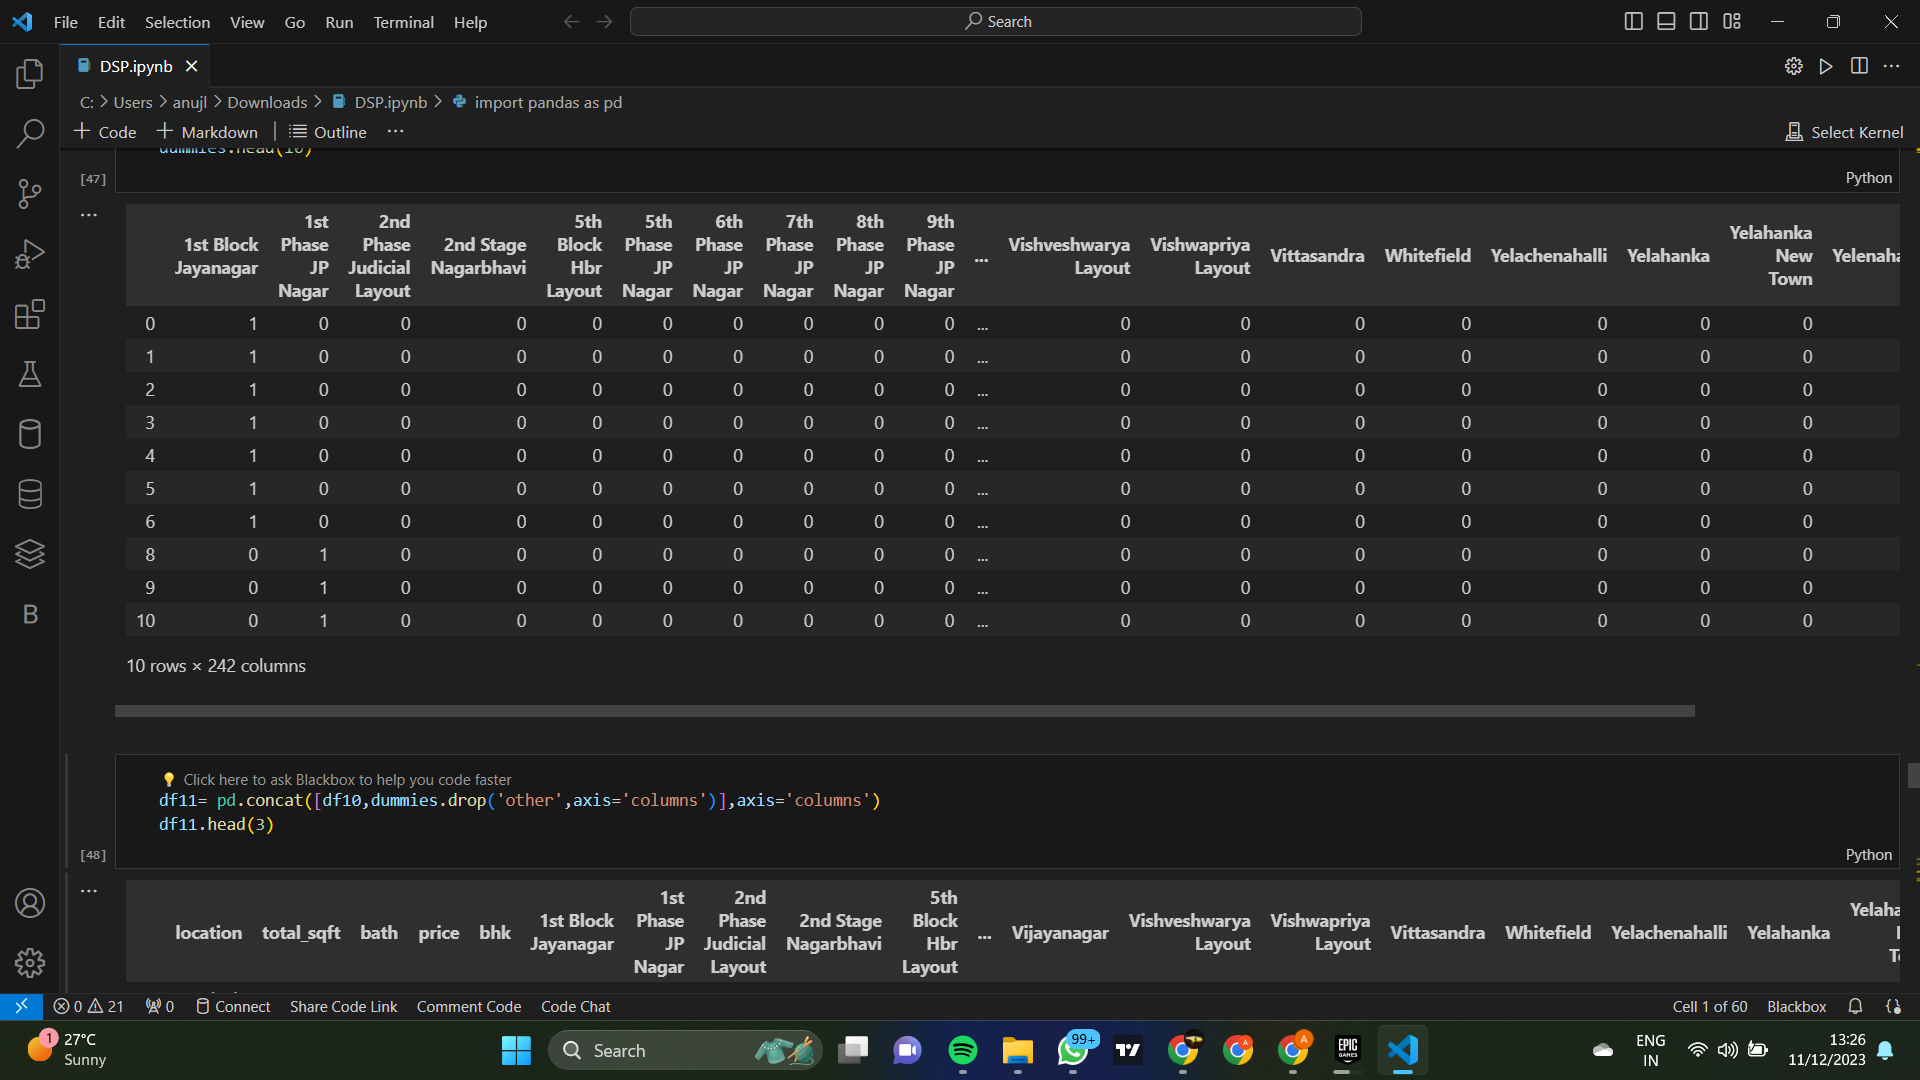 File Edit Selection View Go Run Terminal Help Search
DSP.ipynb
C: > Users > anujl > Downloads > DSP.ipynb > import pandas as pd
+ Code + Markdown | Outline ...
Select Kernel
dummies.head(10)
[47]
Python
...
1st Block Jayanagar 1st Phase JP Nagar 2nd Phase Judicial Layout 2nd Stage Nagarbhavi 5th Block Hbr Layout 5th Phase JP Nagar 6th Phase JP Nagar 7th Phase JP Nagar 8th Phase JP Nagar 9th Phase JP Nagar ... Vishveshwarya Layout Vishwapriya Layout Vittasandra Whitefield Yelachenahalli Yelahanka Yelahanka New Town Yelenaha
0 1 0 0 0 0 0 0 0 0 0 ... 0 0 0 0 0 0 0
1 1 0 0 0 0 0 0 0 0 0 ... 0 0 0 0 0 0 0
2 1 0 0 0 0 0 0 0 0 0 ... 0 0 0 0 0 0 0
3 1 0 0 0 0 0 0 0 0 0 ... 0 0 0 0 0 0 0
4 1 0 0 0 0 0 0 0 0 0 ... 0 0 0 0 0 0 0
5 1 0 0 0 0 0 0 0 0 0 ... 0 0 0 0 0 0 0
6 1 0 0 0 0 0 0 0 0 0 ... 0 0 0 0 0 0 0
8 0 1 0 0 0 0 0 0 0 0 ... 0 0 0 0 0 0 0
9 0 1 0 0 0 0 0 0 0 0 ... 0 0 0 0 0 0 0
10 0 1 0 0 0 0 0 0 0 0 ... 0 0 0 0 0 0 0
10 rows × 242 columns
Click here to ask Blackbox to help you code faster
df11= pd.concat([df10,dummies.drop('other',axis='columns')],axis='columns')
df11.head(3)
[48]
Python
...
location total_sqft bath price bhk 1st Block Jayanagar 1st Phase JP Nagar 2nd Phase Judicial Layout 2nd Stage Nagarbhavi 5th Block Hbr Layout ... Vijayanagar Vishveshwarya Layout Vishwapriya Layout Vittasandra Whitefield Yelachenahalli Yelahanka Yelaha
B
0 21 0 Connect Share Code Link Comment Code Code Chat Cell 1 of 60 Blackbox
1 27°C
Sunny
Search
99+
EPIC GAMES
ENG
IN
13:26
11/12/2023